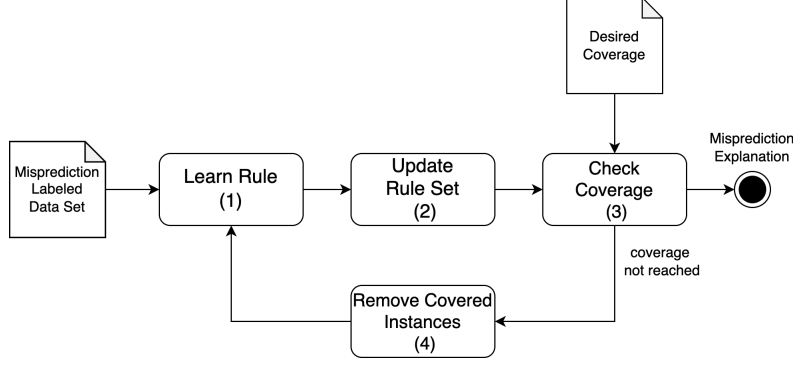 Desired
Coverage
Misprediction
Labeled
Data Set
Learn Rule
(1)
Update
Rule Set
(2)
Check
Coverage
(3)
Misprediction
Explanation
coverage
not reached
Remove Covered
Instances
(4)